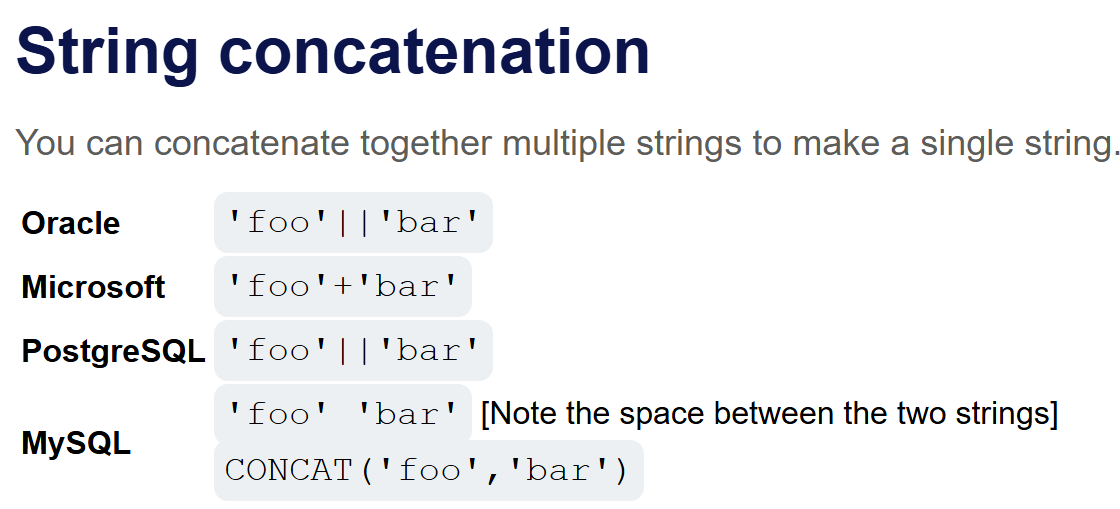 String concatenation
You can concatenate together multiple strings to make a single string.
Oracle 'foo'||'bar'
Microsoft 'foo'+'bar'
PostgreSQL 'foo'||'bar'
MySQL 'foo' 'bar' [Note the space between the two strings]
CONCAT('foo','bar')